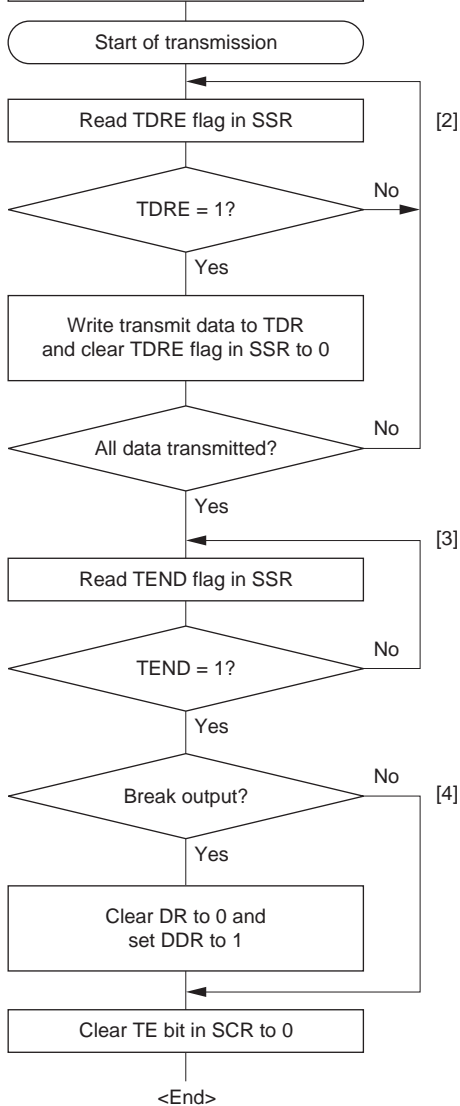 Start of transmission
Read TDRE flag in SSR
[2]
TDRE = 1?
No
Yes
Write transmit data to TDR
and clear TDRE flag in SSR to 0
All data transmitted?
No
Yes
[3]
Read TEND flag in SSR
TEND = 1?
No
Yes
Break output?
No
[4]
Yes
Clear DR to 0 and
set DDR to 1
Clear TE bit in SCR to 0
<End>